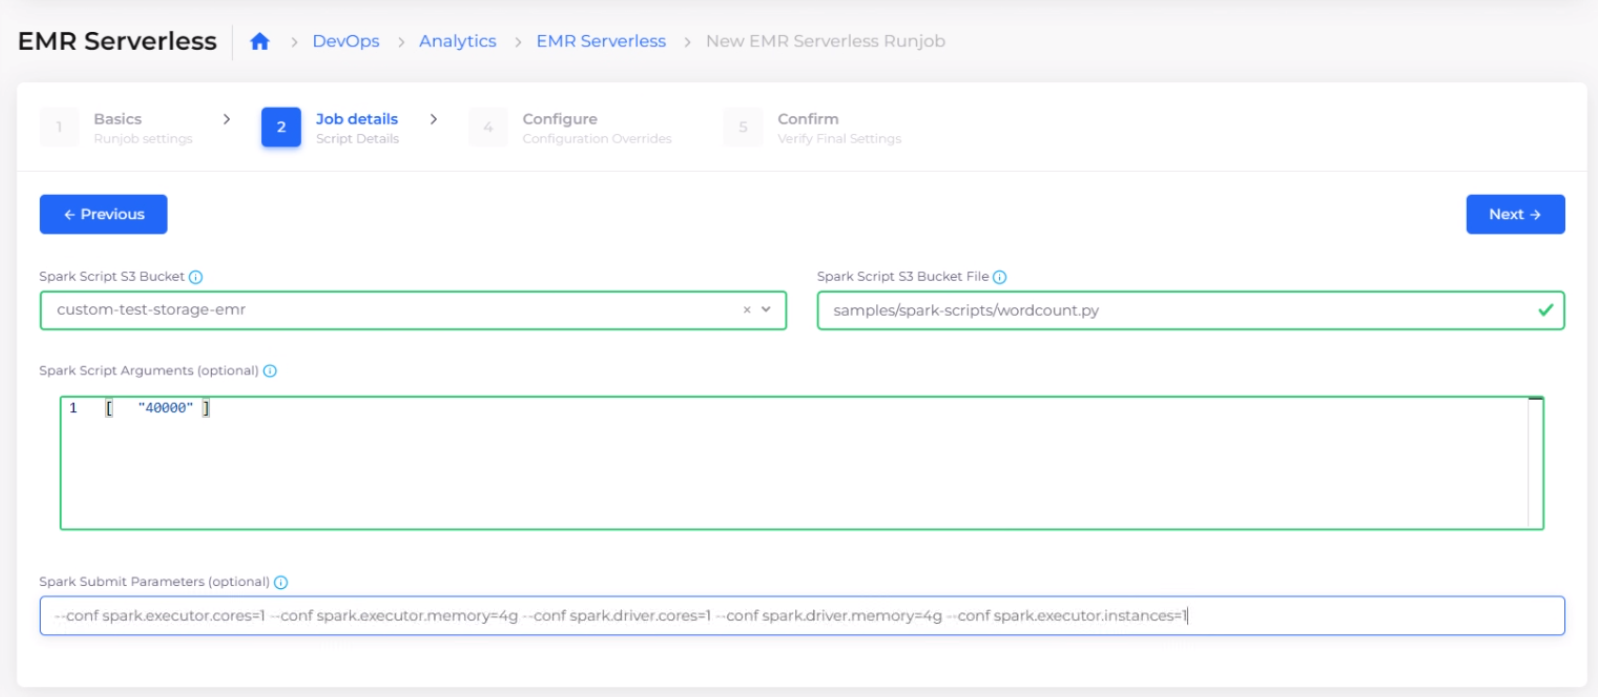 EMR Serverless
DevOps > Analytics > EMR Serverless > New EMR Serverless Runjob
1 Basics > 2 Job details > 4 Configure 5 Confirm
Runjob settings Script Details Configuration Overrides Verify Final Settings
← Previous Next →
Spark Script S3 Bucket Spark Script S3 Bucket File
custom-test-storage-emr × samples/spark-scripts/wordcount.py
Spark Script Arguments (optional)
1 [ "40000" ]
Spark Submit Parameters (optional)
--conf spark.executor.cores=1 --conf spark.executor.memory=4g --conf spark.driver.cores=1 --conf spark.driver.memory=4g --conf spark.executor.instances=1